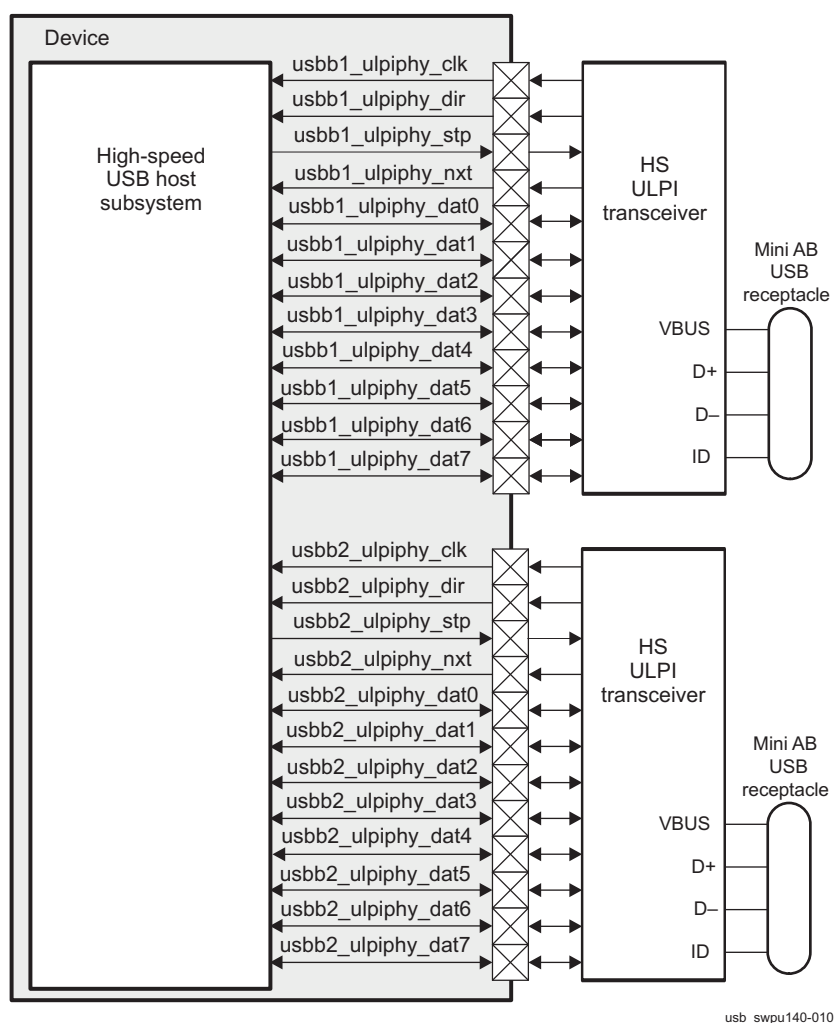 Device
High-speed
USB host
subsystem
usbb1_ulpiphy_clk
usbb1_ulpiphy_dir
usbb1_ulpiphy_stp
usbb1_ulpiphy_nxt
usbb1_ulpiphy_dat0
usbb1_ulpiphy_dat1
usbb1_ulpiphy_dat2
usbb1_ulpiphy_dat3
usbb1_ulpiphy_dat4
usbb1_ulpiphy_dat5
usbb1_ulpiphy_dat6
usbb1_ulpiphy_dat7
HS
ULPI
transceiver
VBUS
D+
D–
ID
Mini AB
USB
receptacle
usbb2_ulpiphy_clk
usbb2_ulpiphy_dir
usbb2_ulpiphy_stp
usbb2_ulpiphy_nxt
usbb2_ulpiphy_dat0
usbb2_ulpiphy_dat1
usbb2_ulpiphy_dat2
usbb2_ulpiphy_dat3
usbb2_ulpiphy_dat4
usbb2_ulpiphy_dat5
usbb2_ulpiphy_dat6
usbb2_ulpiphy_dat7
HS
ULPI
transceiver
VBUS
D+
D–
ID
Mini AB
USB
receptacle
usb_swpu140-010